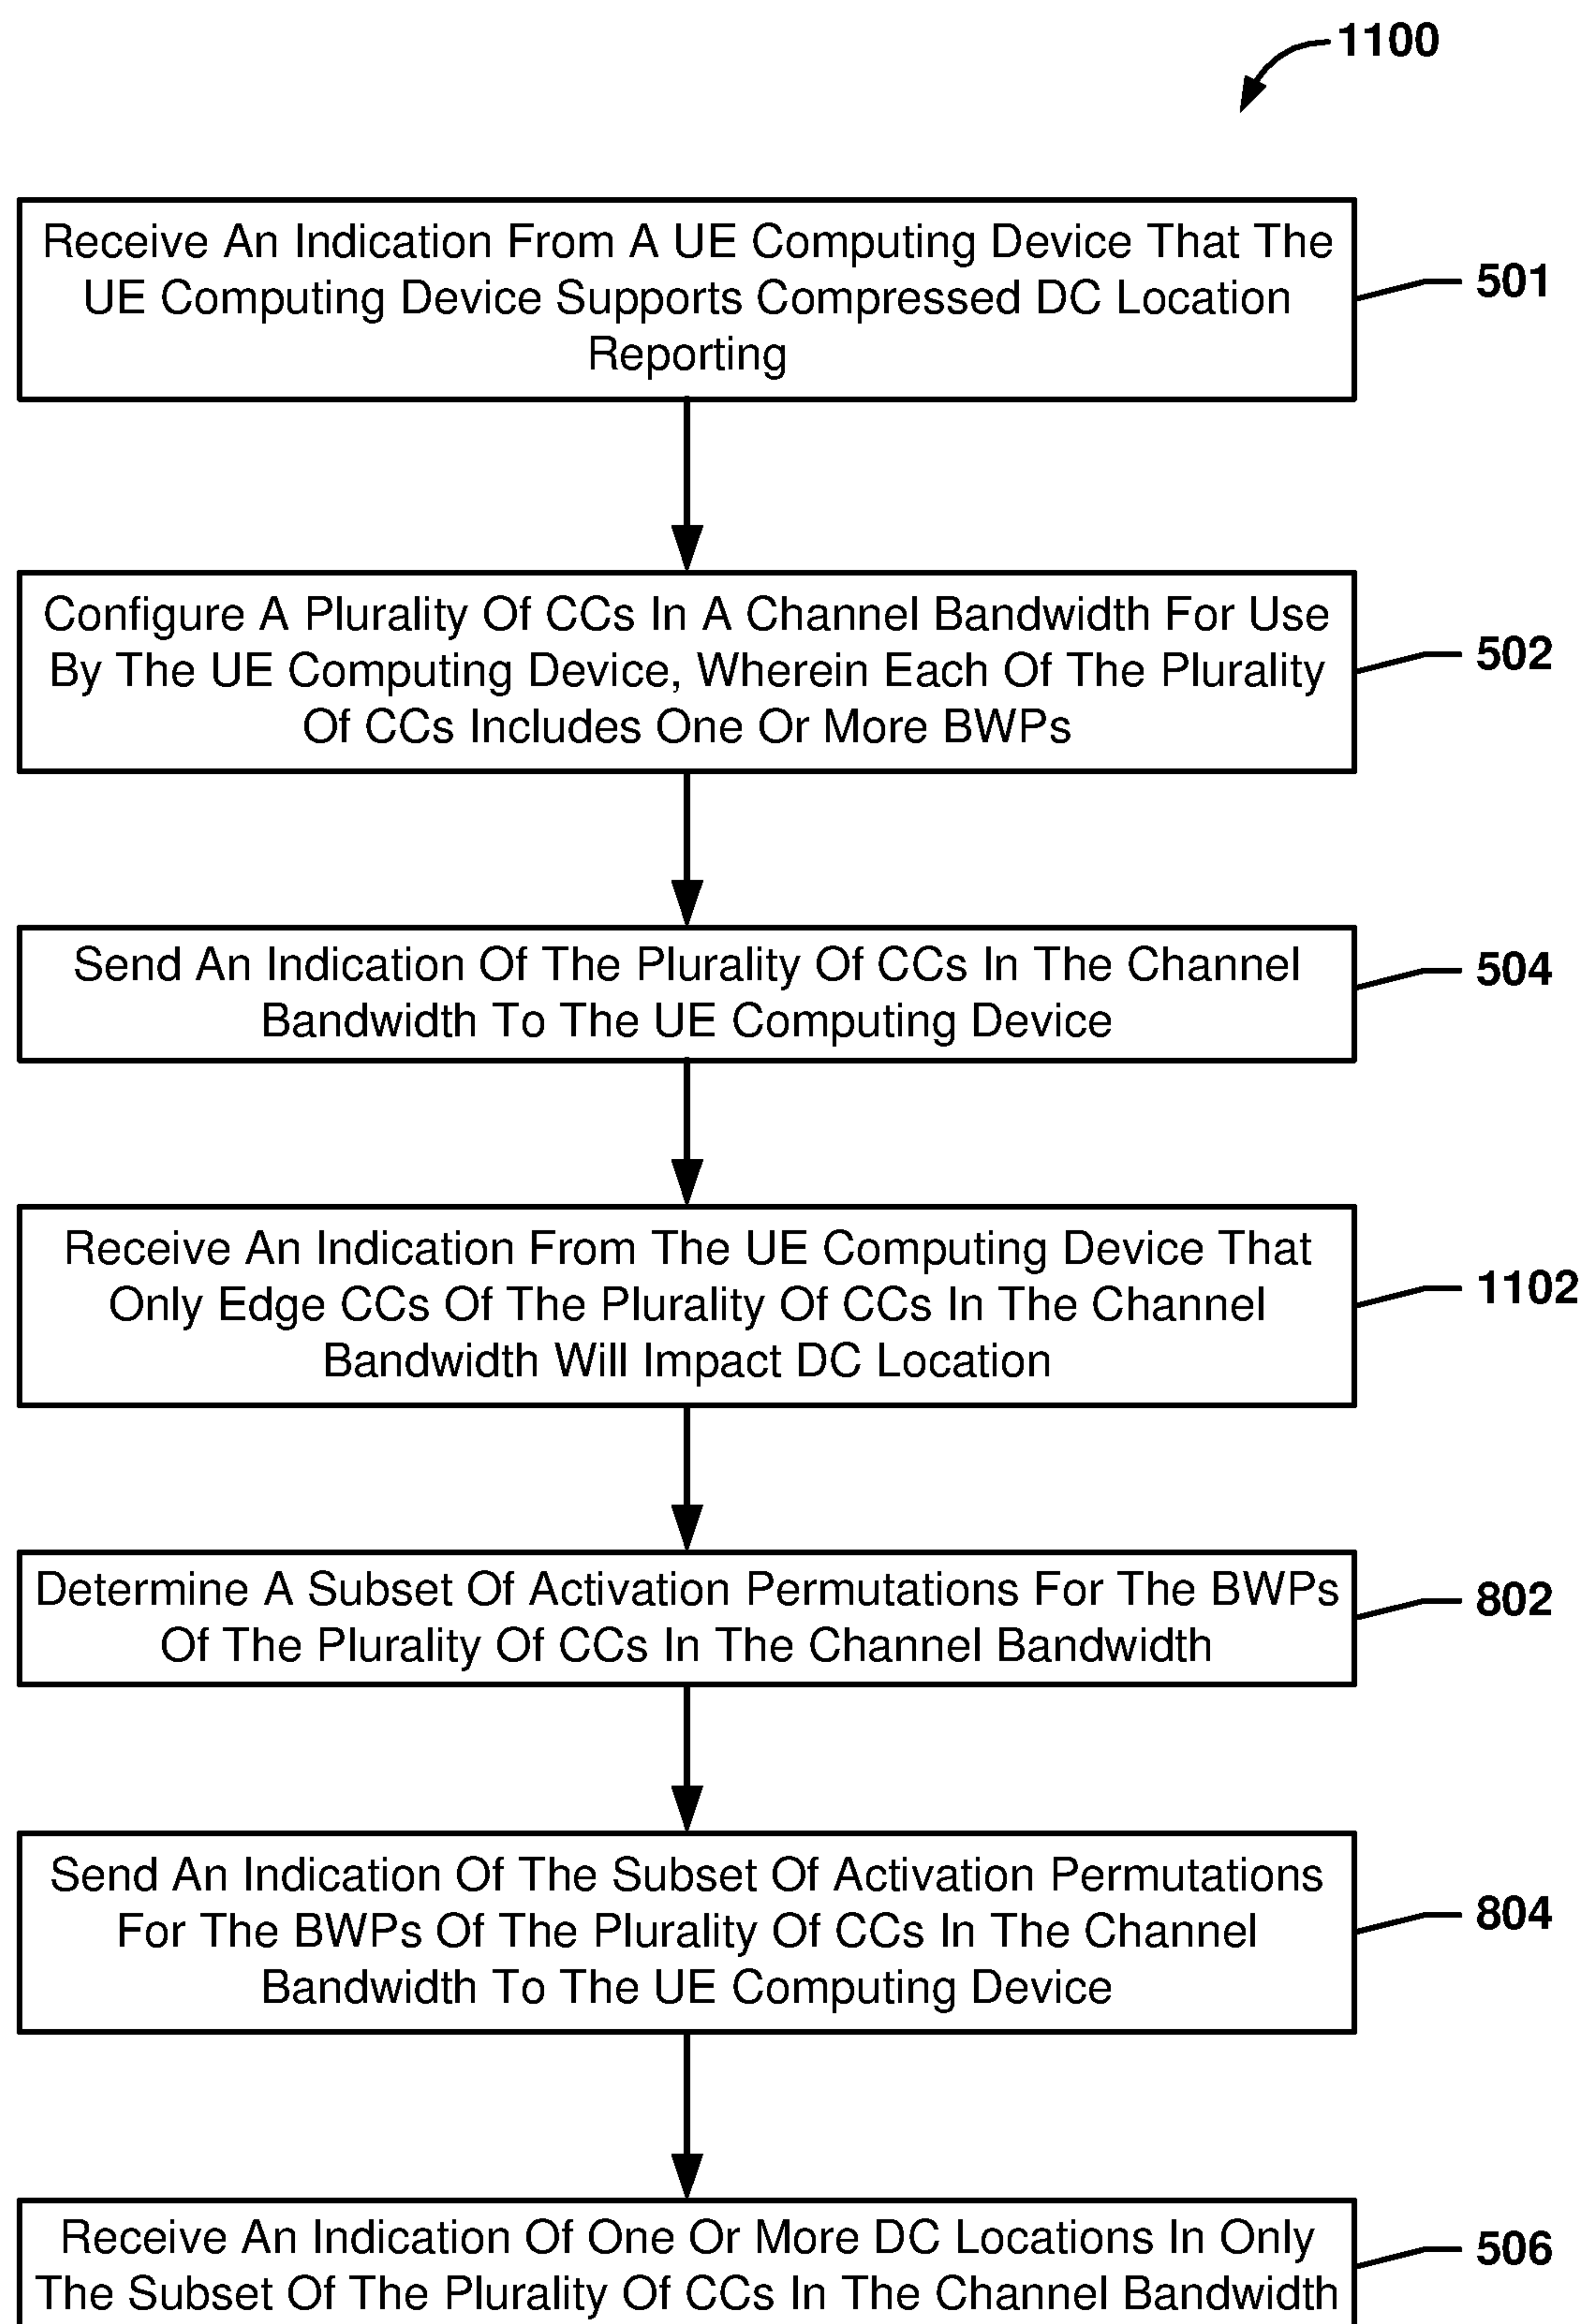 1100
Receive An Indication From A UE Computing Device That The
UE Computing Device Supports Compressed DC Location
Reporting
501
Configure A Plurality Of CCs In A Channel Bandwidth For Use
By The UE Computing Device, Wherein Each Of The Plurality
Of CCs Includes One Or More BWPs
502
Send An Indication Of The Plurality Of CCs In The Channel
Bandwidth To The UE Computing Device
504
Receive An Indication From The UE Computing Device That
Only Edge CCs Of The Plurality Of CCs In The Channel
Bandwidth Will Impact DC Location
1102
Determine A Subset Of Activation Permutations For The BWPs
Of The Plurality Of CCs In The Channel Bandwidth
802
Send An Indication Of The Subset Of Activation Permutations
For The BWPs Of The Plurality Of CCs In The Channel
Bandwidth To The UE Computing Device
804
Receive An Indication Of One Or More DC Locations In Only
The Subset Of The Plurality Of CCs In The Channel Bandwidth
506